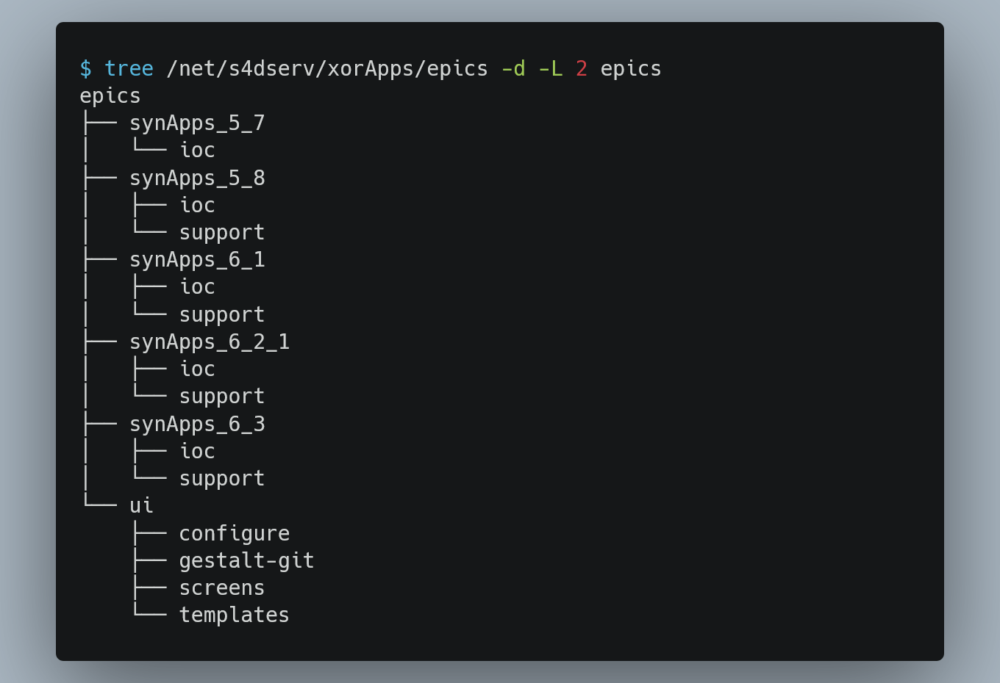 $ tree /net/s4dserv/xorApps/epics -d -L 2 epics
epics
├── synApps_5_7
│   └── ioc
├── synApps_5_8
│   ├── ioc
│   └── support
├── synApps_6_1
│   ├── ioc
│   └── support
├── synApps_6_2_1
│   ├── ioc
│   └── support
├── synApps_6_3
│   ├── ioc
│   └── support
└── ui
    ├── configure
    ├── gestalt-git
    ├── screens
    └── templates